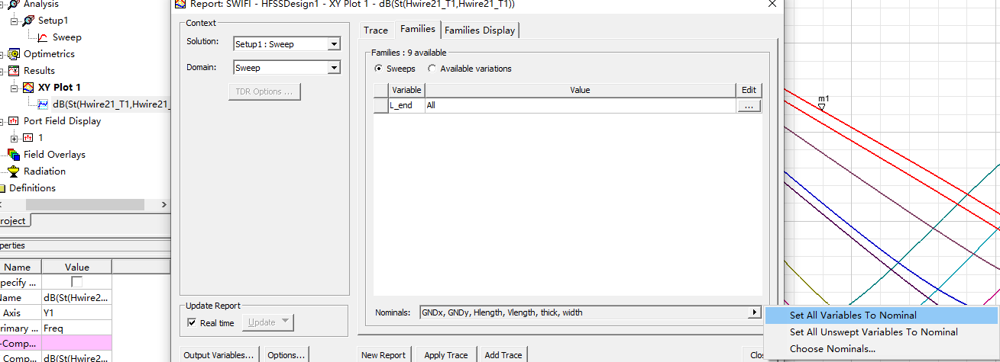 Analysis
Setup1
Sweep
Optimetrics
Results
XY Plot 1
dB(St(Hwire21_T1,Hwire21_
Port Field Display
1
Field Overlays
Radiation
Definitions
roject
perties
Name Value
pecify ...
Name dB(St(Hwire2...
Axis Y1
rimary ... Freq
-Comp...
Comp... dB(St(Hwire2...
Report: SWIFI - HFSSDesign1 - XY Plot 1 - dB(St(Hwire21_T1,Hwire21_T1))
Context
Solution: Setup1 : Sweep
Domain: Sweep
TDR Options ...
Update Report
Real time Update
Output Variables... Options...
Trace Families Families Display
Families : 9 available
Sweeps Available variations
Variable Value Edit
L_end All ...
Nominals: GNDx, GNDy, Hlength, Vlength, thick, width
New Report Apply Trace Add Trace Clos
m1
Set All Variables To Nominal
Set All Unswept Variables To Nominal
Choose Nominals...